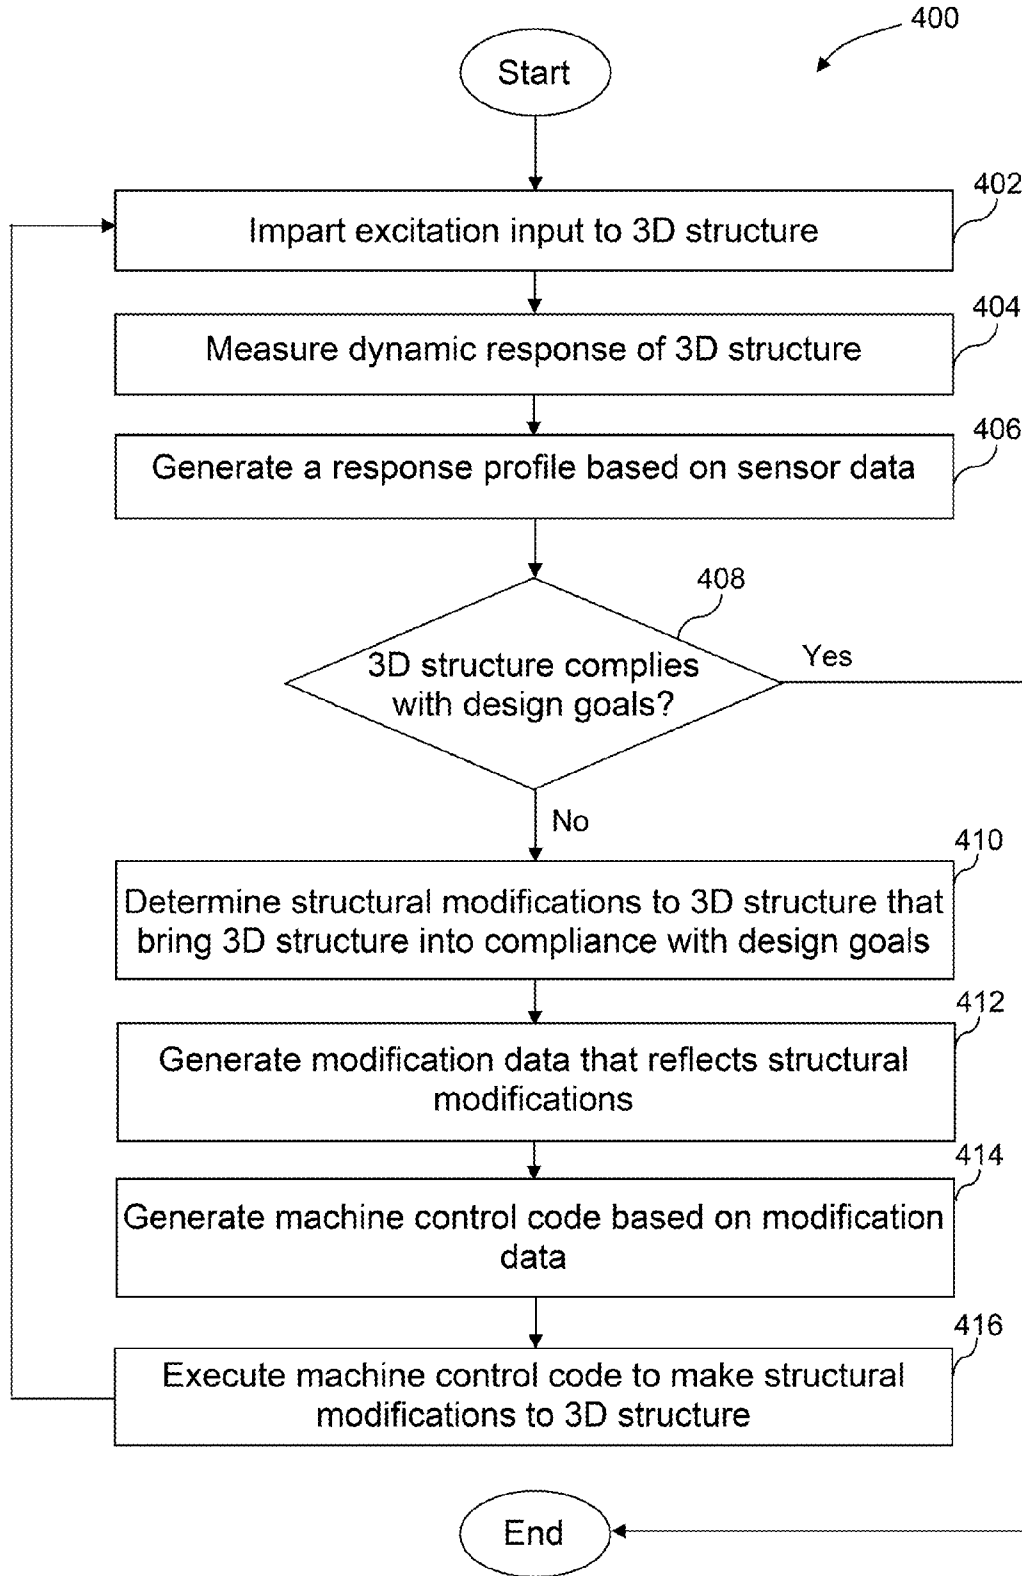 400
Start
402
Impart excitation input to 3D structure
404
Measure dynamic response of 3D structure
406
Generate a response profile based on sensor data
408
3D structure complies
with design goals?
Yes
No
410
Determine structural modifications to 3D structure that
bring 3D structure into compliance with design goals
412
Generate modification data that reflects structural
modifications
414
Generate machine control code based on modification
data
416
Execute machine control code to make structural
modifications to 3D structure
End